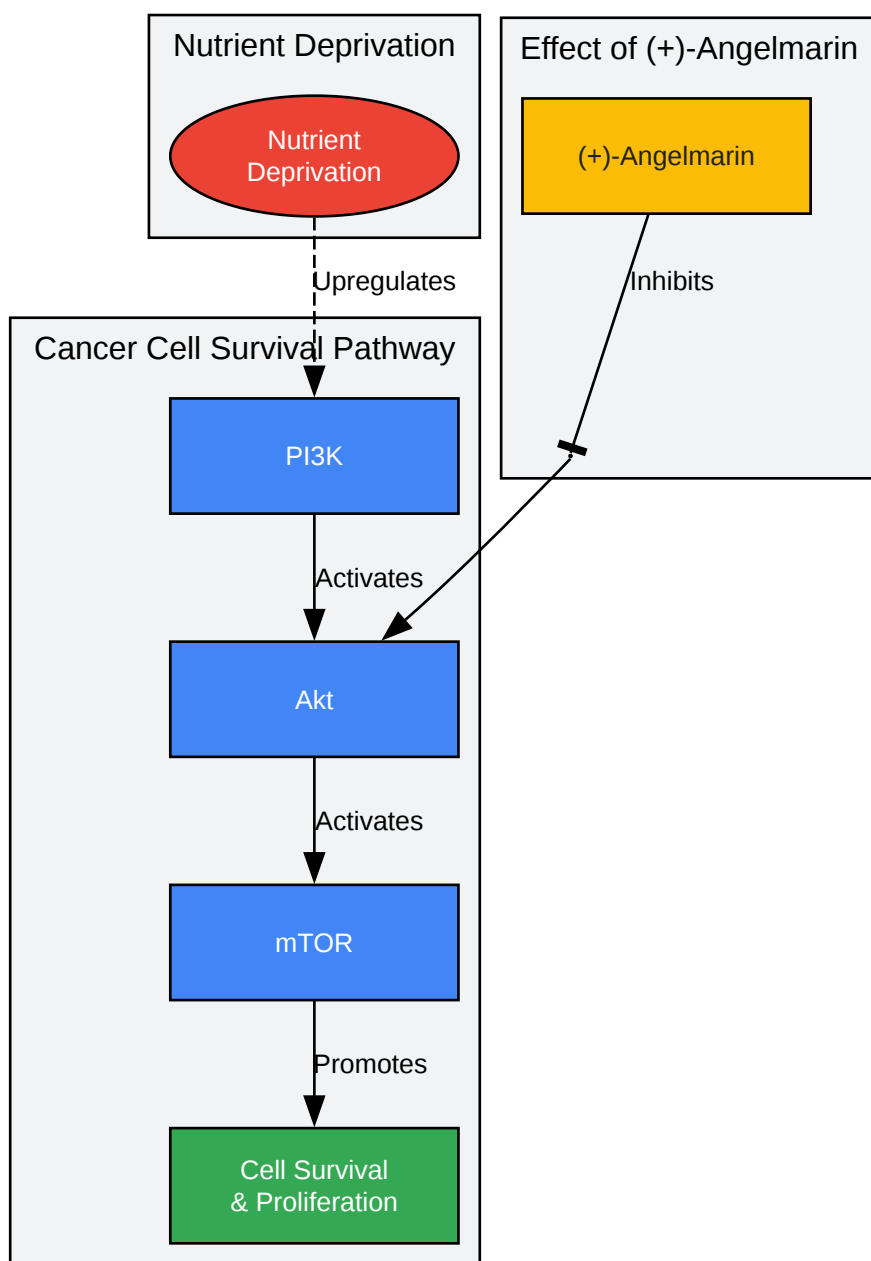 Nutrient Deprivation
Effect of (+)-Angelmarin
Nutrient
Deprivation
(+)-Angelmarin
Upregulates
Inhibits
Cancer Cell Survival Pathway
PI3K
Activates
Akt
Activates
mTOR
Promotes
Cell Survival
& Proliferation